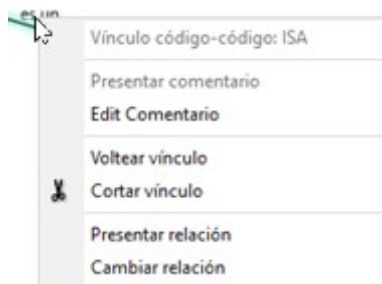 es un
Vínculo código-código: ISA
Presentar comentario
Edit Comentario
Voltear vínculo
Cortar vínculo
Presentar relación
Cambiar relación